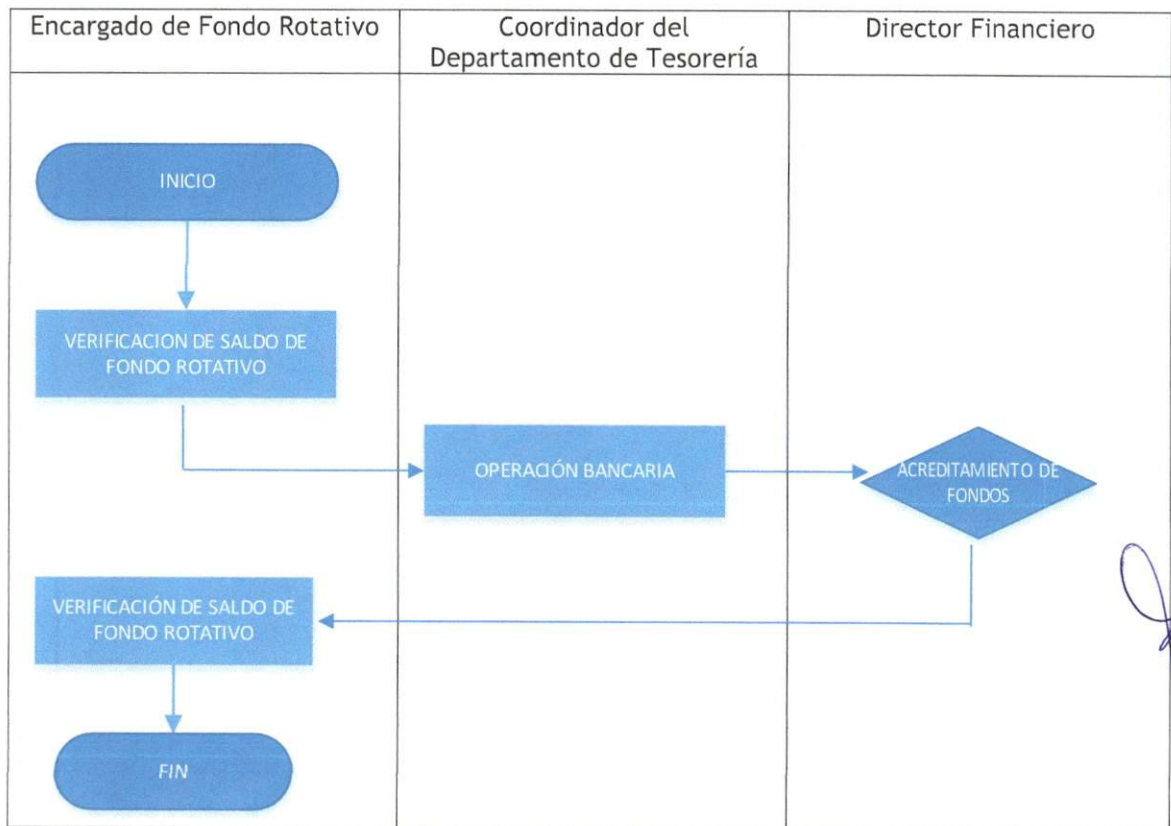 Encargado de Fondo Rotativo
Coordinador del
Departamento de Tesorería
Director Financiero
INICIO
VERIFICACION DE SALDO DE
FONDO ROTATIVO
OPERACIÓN BANCARIA
ACREDITAMIENTO DE
FONDOS
VERIFICACIÓN DE SALDO DE
FONDO ROTATIVO
FIN